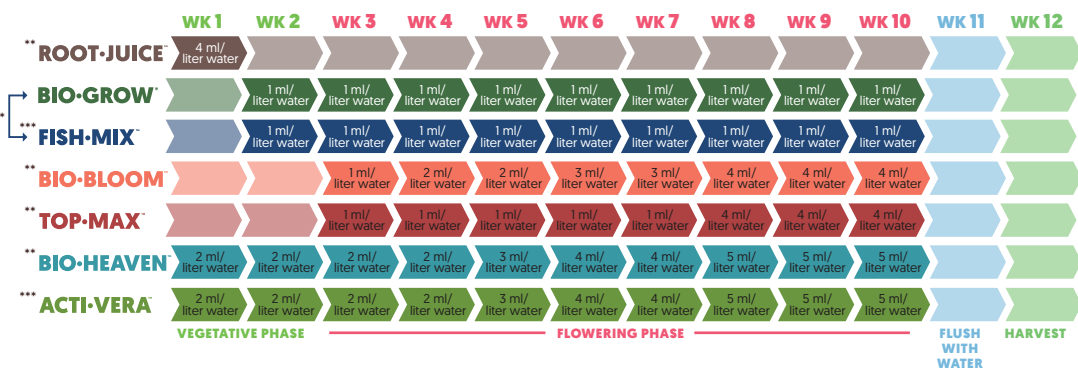 WK 1 WK 2 WK 3 WK 4 WK 5 WK 6 WK 7 WK 8 WK 9 WK 10 WK 11 WK 12
** ROOT·JUICE™ 4 ml/
liter water
BIO·GROW® 1 ml/ 1 ml/ 1 ml/ 1 ml/ 1 ml/ 1 ml/ 1 ml/ 1 ml/ 1 ml/
liter water liter water liter water liter water liter water liter water liter water liter water liter water
*
*** FISH·MIX™ 1 ml/ 1 ml/ 1 ml/ 1 ml/ 1 ml/ 1 ml/ 1 ml/ 1 ml/ 1 ml/
liter water liter water liter water liter water liter water liter water liter water liter water liter water
** BIO·BLOOM™ 1 ml/ 2 ml/ 2 ml/ 3 ml/ 3 ml/ 4 ml/ 4 ml/ 4 ml/
liter water liter water liter water liter water liter water liter water liter water liter water
** TOP·MAX™ 1 ml/ 1 ml/ 1 ml/ 1 ml/ 1 ml/ 4 ml/ 4 ml/ 4 ml/
liter water liter water liter water liter water liter water liter water liter water liter water
** BIO·HEAVEN™ 2 ml/ 2 ml/ 2 ml/ 2 ml/ 3 ml/ 4 ml/ 4 ml/ 5 ml/ 5 ml/ 5 ml/
liter water liter water liter water liter water liter water liter water liter water liter water liter water liter water
*** ACTI·VERA™ 2 ml/ 2 ml/ 2 ml/ 2 ml/ 3 ml/ 4 ml/ 4 ml/ 5 ml/ 5 ml/ 5 ml/
liter water liter water liter water liter water liter water liter water liter water liter water liter water liter water
VEGETATIVE PHASE FLOWERING PHASE FLUSH HARVEST
WITH
WATER